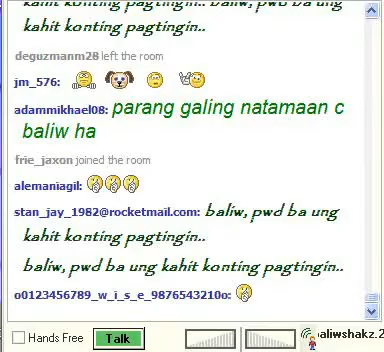 konting pagtingin.. baliw, pwd ba ung
kahit konting pagtingin..
deguzmanm28 left the room
jm_576:
adammikhael08: parang galing natamaan c
baliw ha
frie_jaxon joined the room
alemaniagil:
stan_jay_1982@rocketmail.com: baliw, pwd ba ung
kahit konting pagtingin..
baliw, pwd ba ung kahit konting pagtingin..
o0123456789_w_i_s_e_9876543210o:
Hands Free Talk aliwshakz.2